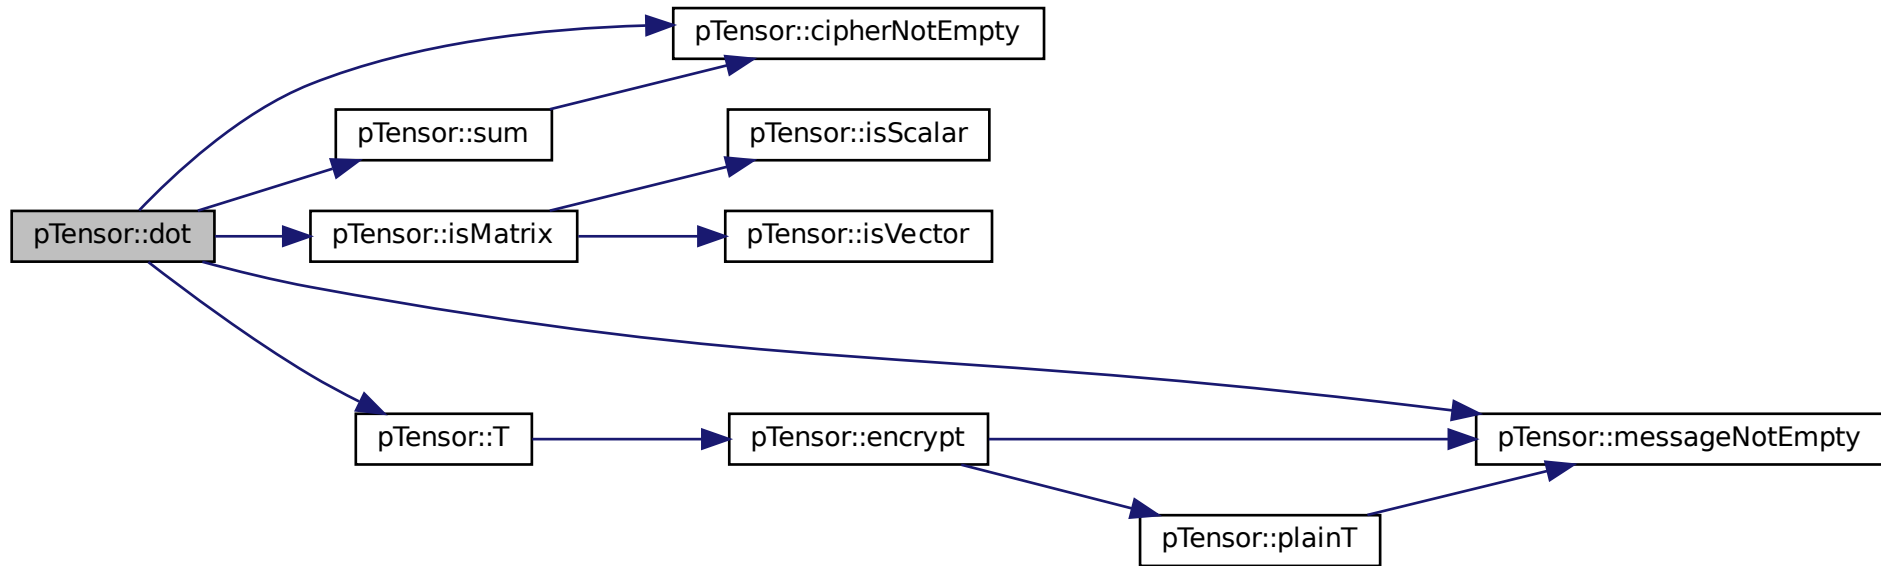 pTensor::cipherNotEmpty
pTensor::sum
pTensor::isScalar
pTensor::dot
pTensor::isMatrix
pTensor::isVector
pTensor::T
pTensor::encrypt
pTensor::messageNotEmpty
pTensor::plainT